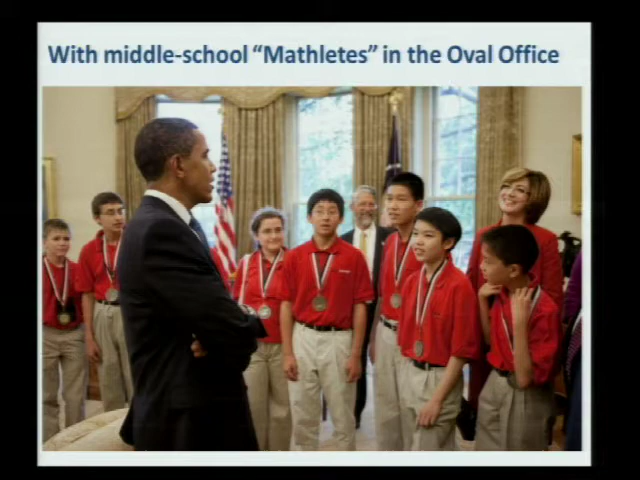 With middle-school “Mathletes” in the Oval Office